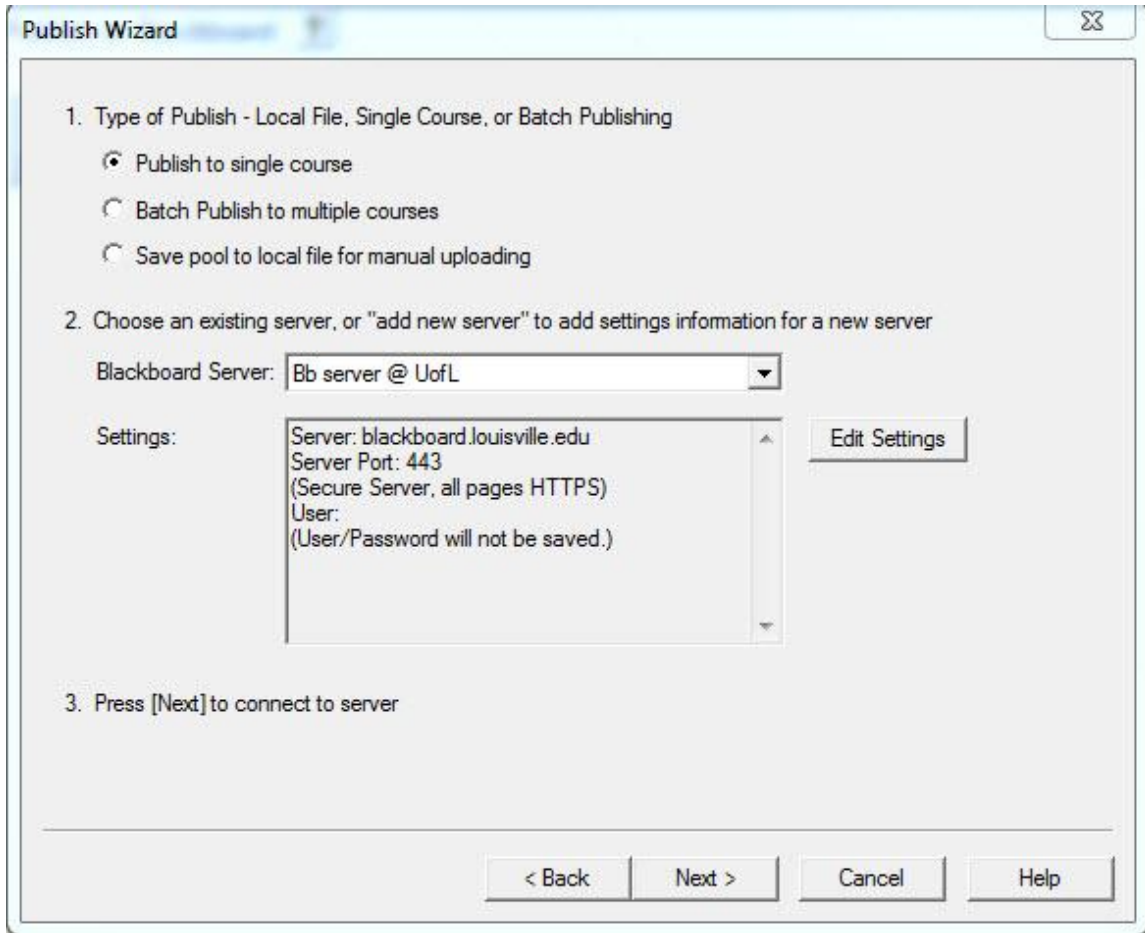 Publish Wizard
1. Type of Publish - Local File, Single Course, or Batch Publishing
Publish to single course
Batch Publish to multiple courses
Save pool to local file for manual uploading
2. Choose an existing server, or "add new server" to add settings information for a new server
Blackboard Server: Bb server @ UofL
Settings:
Server: blackboard.louisville.edu
Server Port: 443
(Secure Server, all pages HTTPS)
User:
(User/Password will not be saved.)
Edit Settings
3. Press [Next] to connect to server
< Back Next > Cancel Help